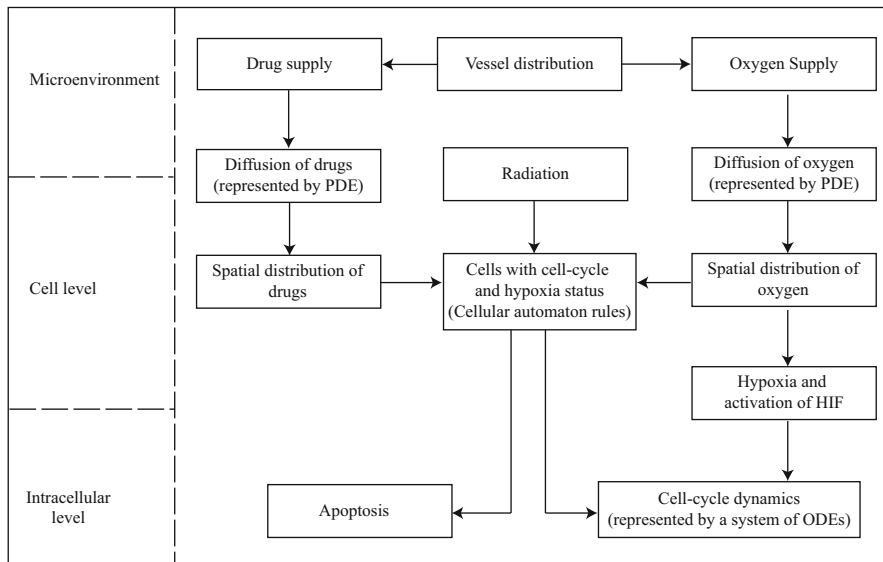 Microenvironment
Drug supply
Vessel distribution
Oxygen Supply
Diffusion of drugs
(represented by PDE)
Radiation
Diffusion of oxygen
(represented by PDE)
Cell level
Spatial distribution of
drugs
Cells with cell-cycle
and hypoxia status
(Cellular automaton rules)
Spatial distribution of
oxygen
Hypoxia and
activation of HIF
Intracellular
level
Apoptosis
Cell-cycle dynamics
(represented by a system of ODEs)